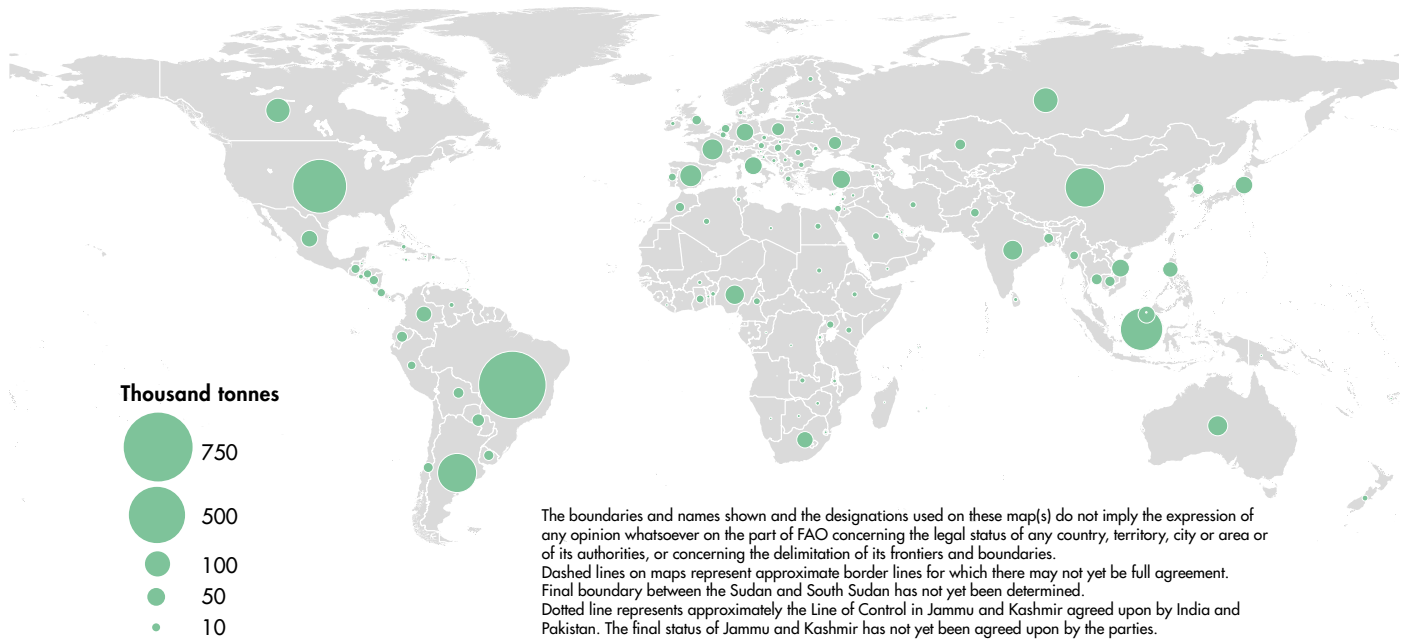 Thousand tonnes
750
500
100
50
10
The boundaries and names shown and the designations used on these map(s) do not imply the expression of
any opinion whatsoever on the part of FAO concerning the legal status of any country, territory, city or area or
of its authorities, or concerning the delimitation of its frontiers and boundaries.
Dashed lines on maps represent approximate border lines for which there may not yet be full agreement.
Final boundary between the Sudan and South Sudan has not yet been determined.
Dotted line represents approximately the Line of Control in Jammu and Kashmir agreed upon by India and
Pakistan. The final status of Jammu and Kashmir has not yet been agreed upon by the parties.